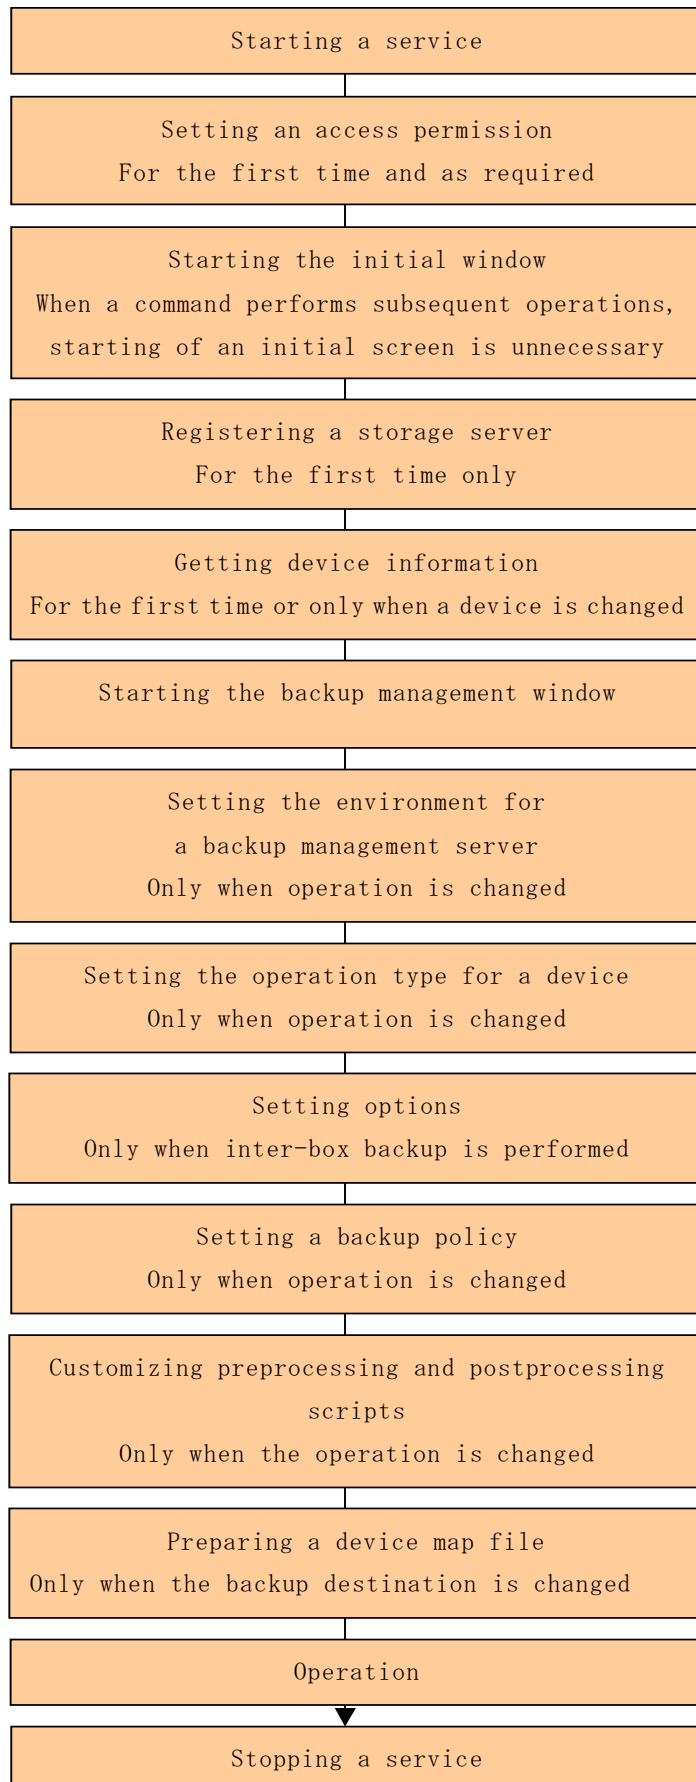 Starting a service
Setting an access permission
For the first time and as required
Starting the initial window
When a command performs subsequent operations,
starting of an initial screen is unnecessary
Registering a storage server
For the first time only
Getting device information
For the first time or only when a device is changed
Starting the backup management window
Setting the environment for
a backup management server
Only when operation is changed
Setting the operation type for a device
Only when operation is changed
Setting options
Only when inter-box backup is performed
Setting a backup policy
Only when operation is changed
Customizing preprocessing and postprocessing
scripts
Only when the operation is changed
Preparing a device map file
Only when the backup destination is changed
Operation
Stopping a service